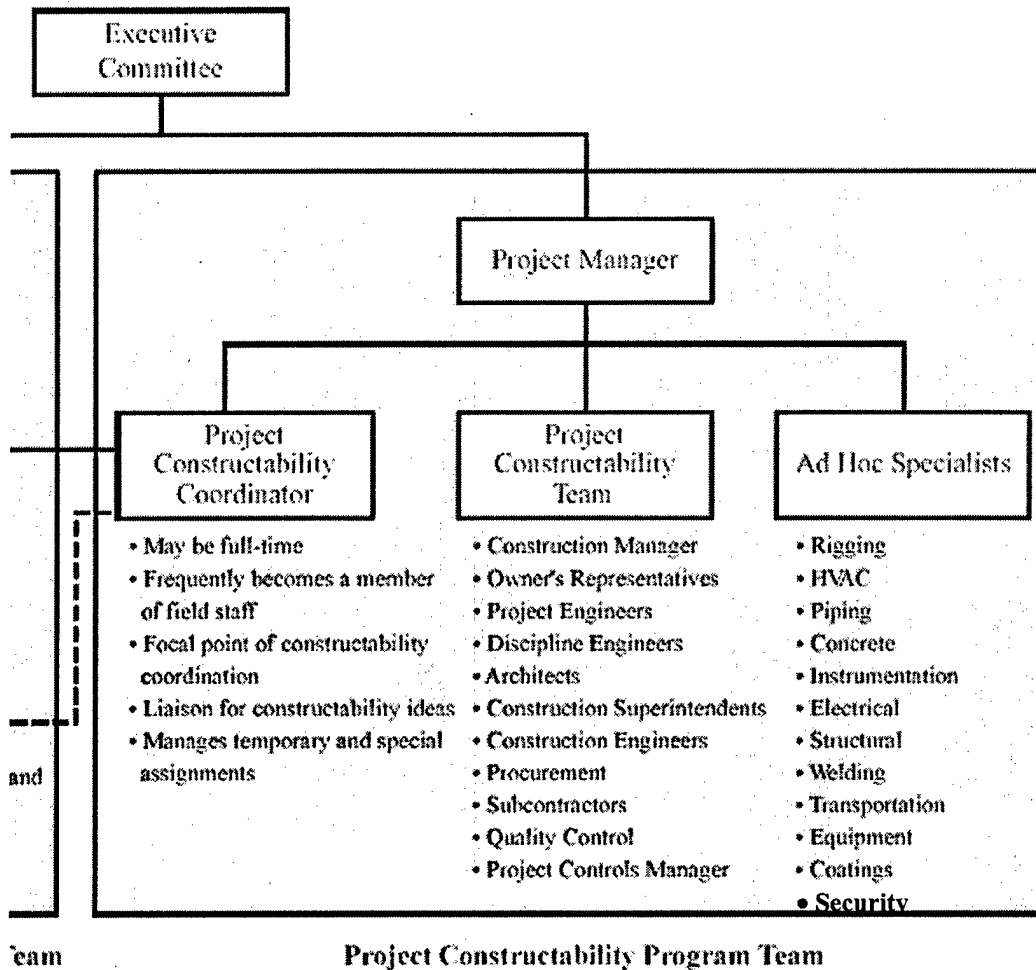 Executive
Committee
Project Manager
Project
Constructability
Coordinator
• May be full-time
• Frequently becomes a member
of field staff
• Focal point of constructability
coordination
• Liaison for constructability ideas
• Manages temporary and special
assignments
Project
Constructability
Team
• Construction Manager
• Owner's Representatives
• Project Engineers
• Discipline Engineers
• Architects
• Construction Superintendents
• Construction Engineers
• Procurement
• Subcontractors
• Quality Control
• Project Controls Manager
Ad Hoc Specialists
• Rigging
• HVAC
• Piping
• Concrete
• Instrumentation
• Electrical
• Structural
• Welding
• Transportation
• Equipment
• Coatings
• Security
and
eam
Project Constructability Program Team